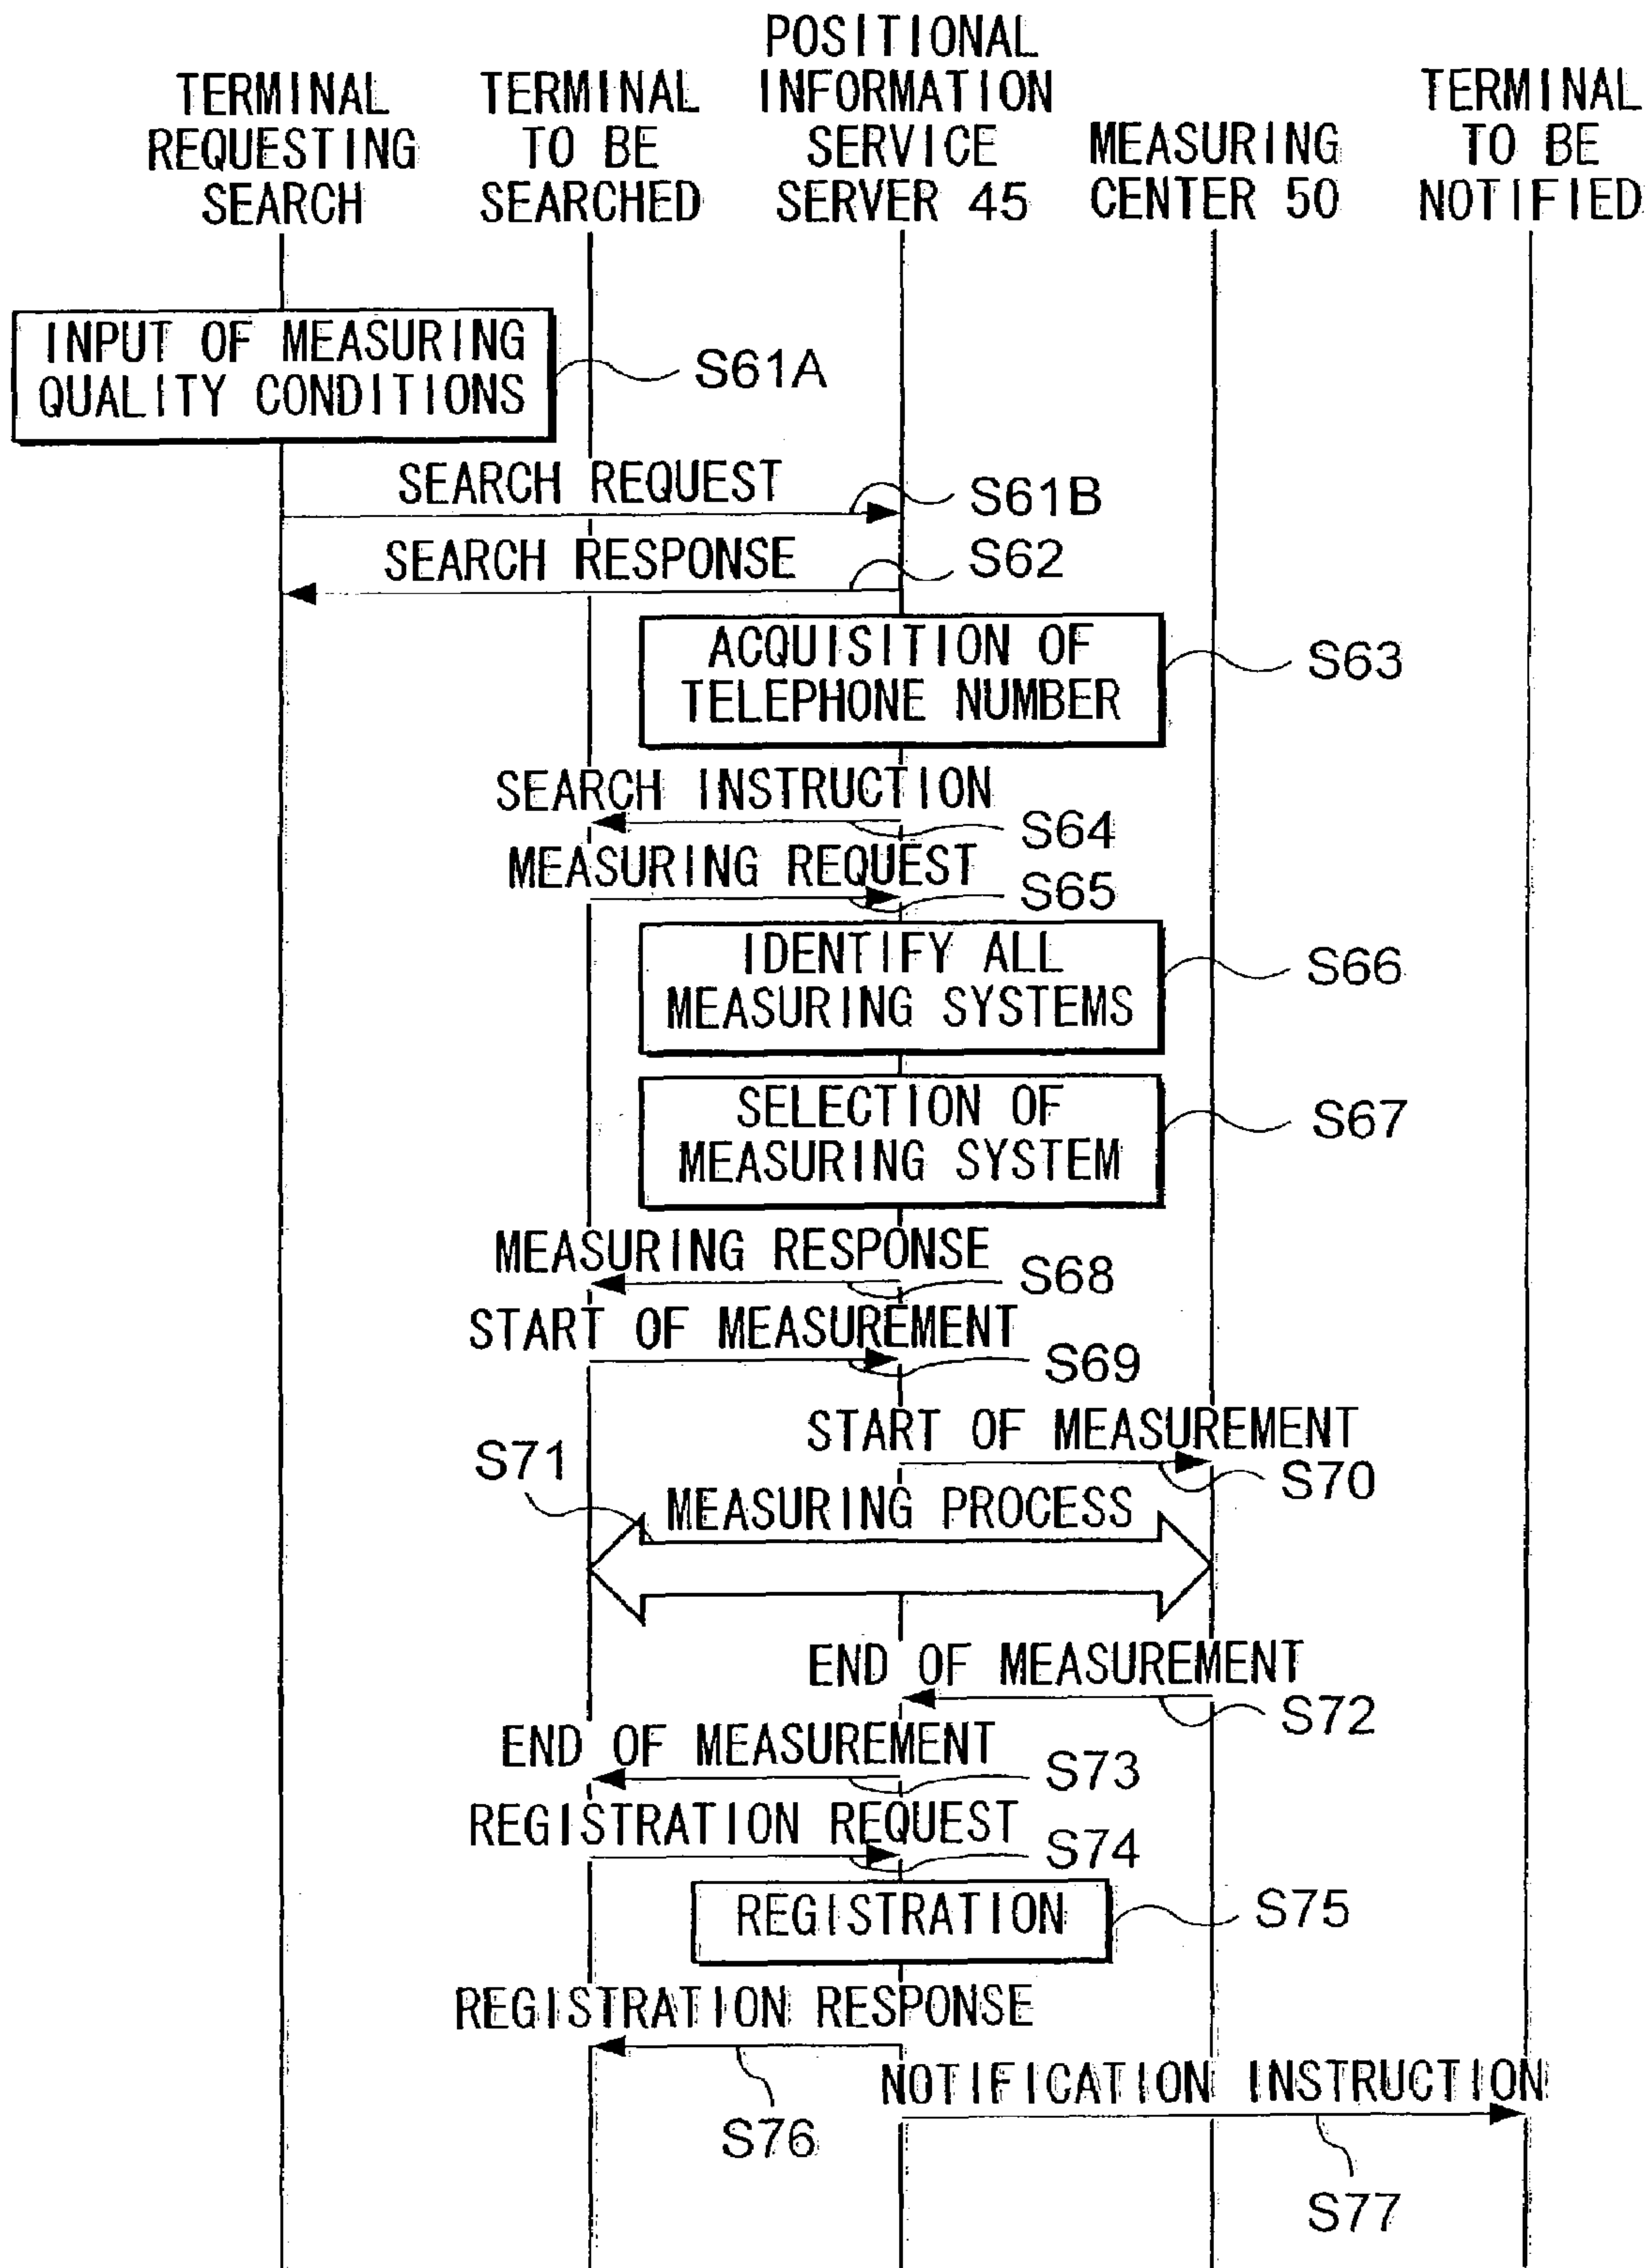 TERMINAL
REQUESTING
SEARCH
TERMINAL
TO BE
SEARCHED
POSITIONAL
INFORMATION
SERVICE
SERVER 45
MEASURING
CENTER 50
TERMINAL
TO BE
NOTIFIED
INPUT OF MEASURING
QUALITY CONDITIONS
S61A
SEARCH REQUEST
S61B
SEARCH RESPONSE
S62
ACQUISITION OF
TELEPHONE NUMBER
S63
SEARCH INSTRUCTION
S64
MEASURING REQUEST
S65
IDENTIFY ALL
MEASURING SYSTEMS
S66
SELECTION OF
MEASURING SYSTEM
S67
MEASURING RESPONSE
S68
START OF MEASUREMENT
S69
START OF MEASUREMENT
S70
S71
MEASURING PROCESS
END OF MEASUREMENT
S72
END OF MEASUREMENT
S73
REGISTRATION REQUEST
S74
REGISTRATION
S75
REGISTRATION RESPONSE
S76
NOTIFICATION INSTRUCTION
S77